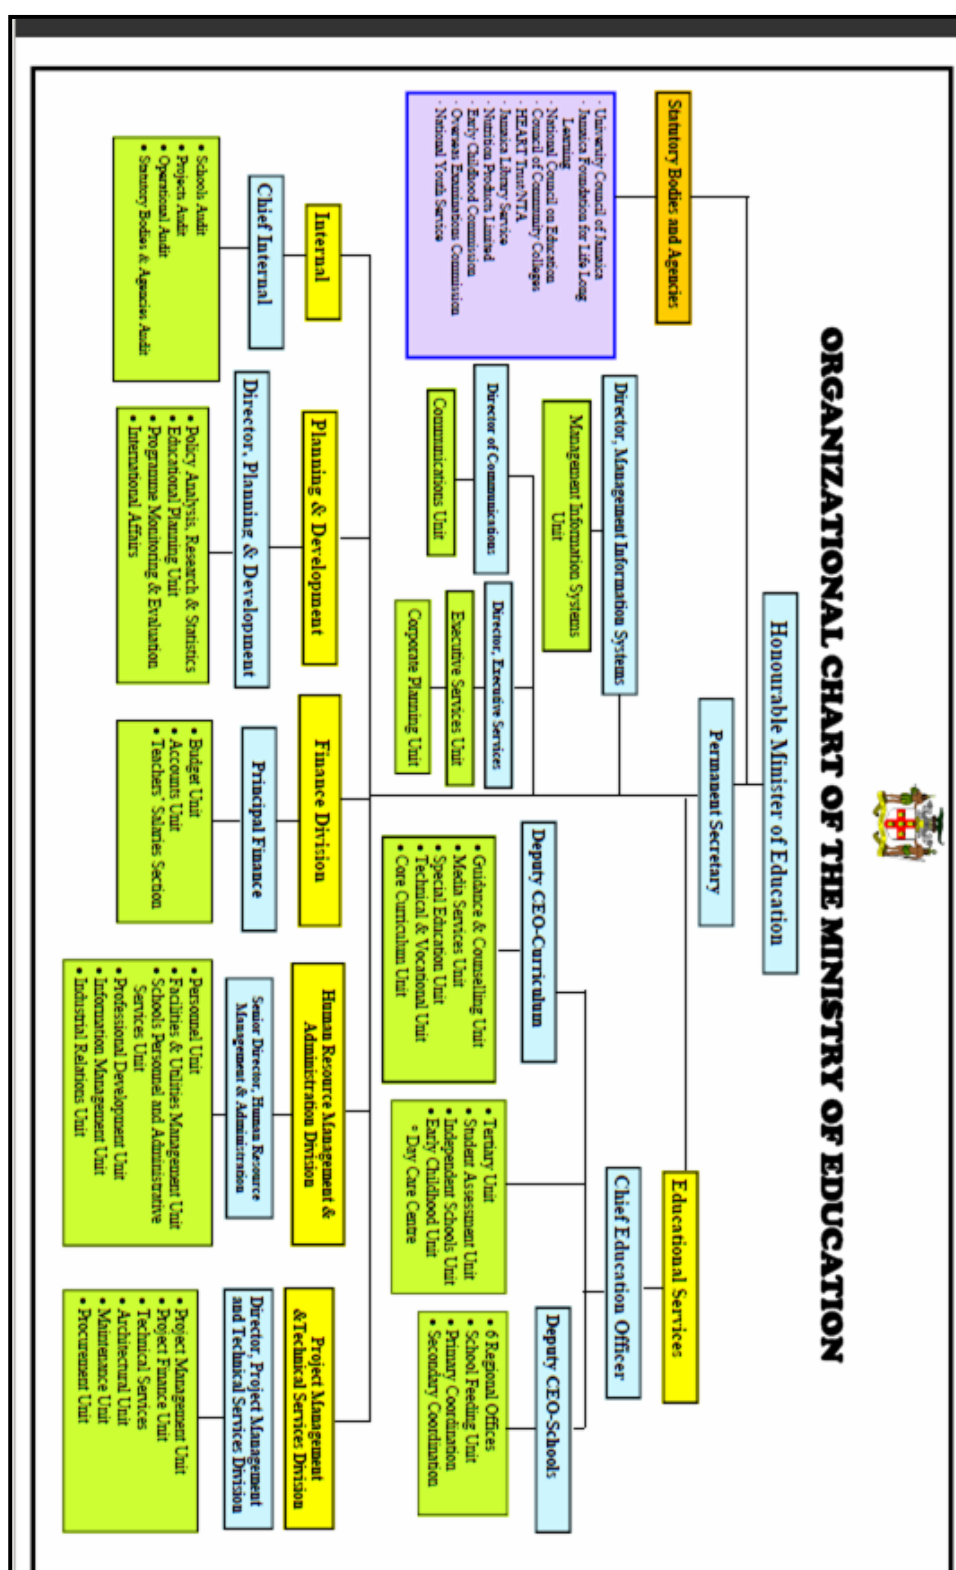 ORGANIZATIONAL CHART OF THE MINISTRY OF EDUCATION
Honourable Minister of Education
Statutory Bodies and Agencies
- University Council of Jamaica
- Jamaica Foundation for Life Long
Learning
- National Council on Education
- Council of Community Colleges
- HEART Trust/NTA
- Jamaica Library Service
- Nutrition Products Limited
- Early Childhood Commission
- Overseas Examinations Commission
- National Youth Service
Permanent Secretary
Educational Services
Director, Management Information Systems
Management Information Systems
Unit
Chief Education Officer
Director of Communications
Communications Unit
Director, Executive Services
Executive Services Unit
Corporate Planning Unit
Deputy CEO-Curriculum
• Guidance & Counselling Unit
• Media Services Unit
• Special Education Unit
• Technical & Vocational Unit
• Core Curriculum Unit
• Tertiary Unit
• Student Assessment Unit
• Independent Schools Unit
• Early Childhood Unit
° Day Care Centre
Deputy CEO-Schools
• 6 Regional Offices
• School Feeding Unit
• Primary Coordination
• Secondary Coordination
Internal
Chief Internal
• Schools Audit
• Projects Audit
• Operational Audit
• Statutory Bodies & Agencies Audit
Planning & Development
Director, Planning & Development
• Policy Analysis, Research & Statistics
• Educational Planning Unit
• Programme Monitoring & Evaluation
• International Affairs
Finance Division
Principal Finance
• Budget Unit
• Accounts Unit
• Teachers' Salaries Section
Human Resource Management &
Administration Division
Senior Director, Human Resource
Management & Administration
• Personnel Unit
• Facilities & Utilities Management Unit
• Schools Personnel and Administrative
Services Unit
• Professional Development Unit
• Information Management Unit
• Industrial Relations Unit
Project Management
&Technical Services Division
Director, Project Management
and Technical Services Division
• Project Management Unit
• Project Finance Unit
• Technical Services
• Architectural Unit
• Maintenance Unit
• Procurement Unit